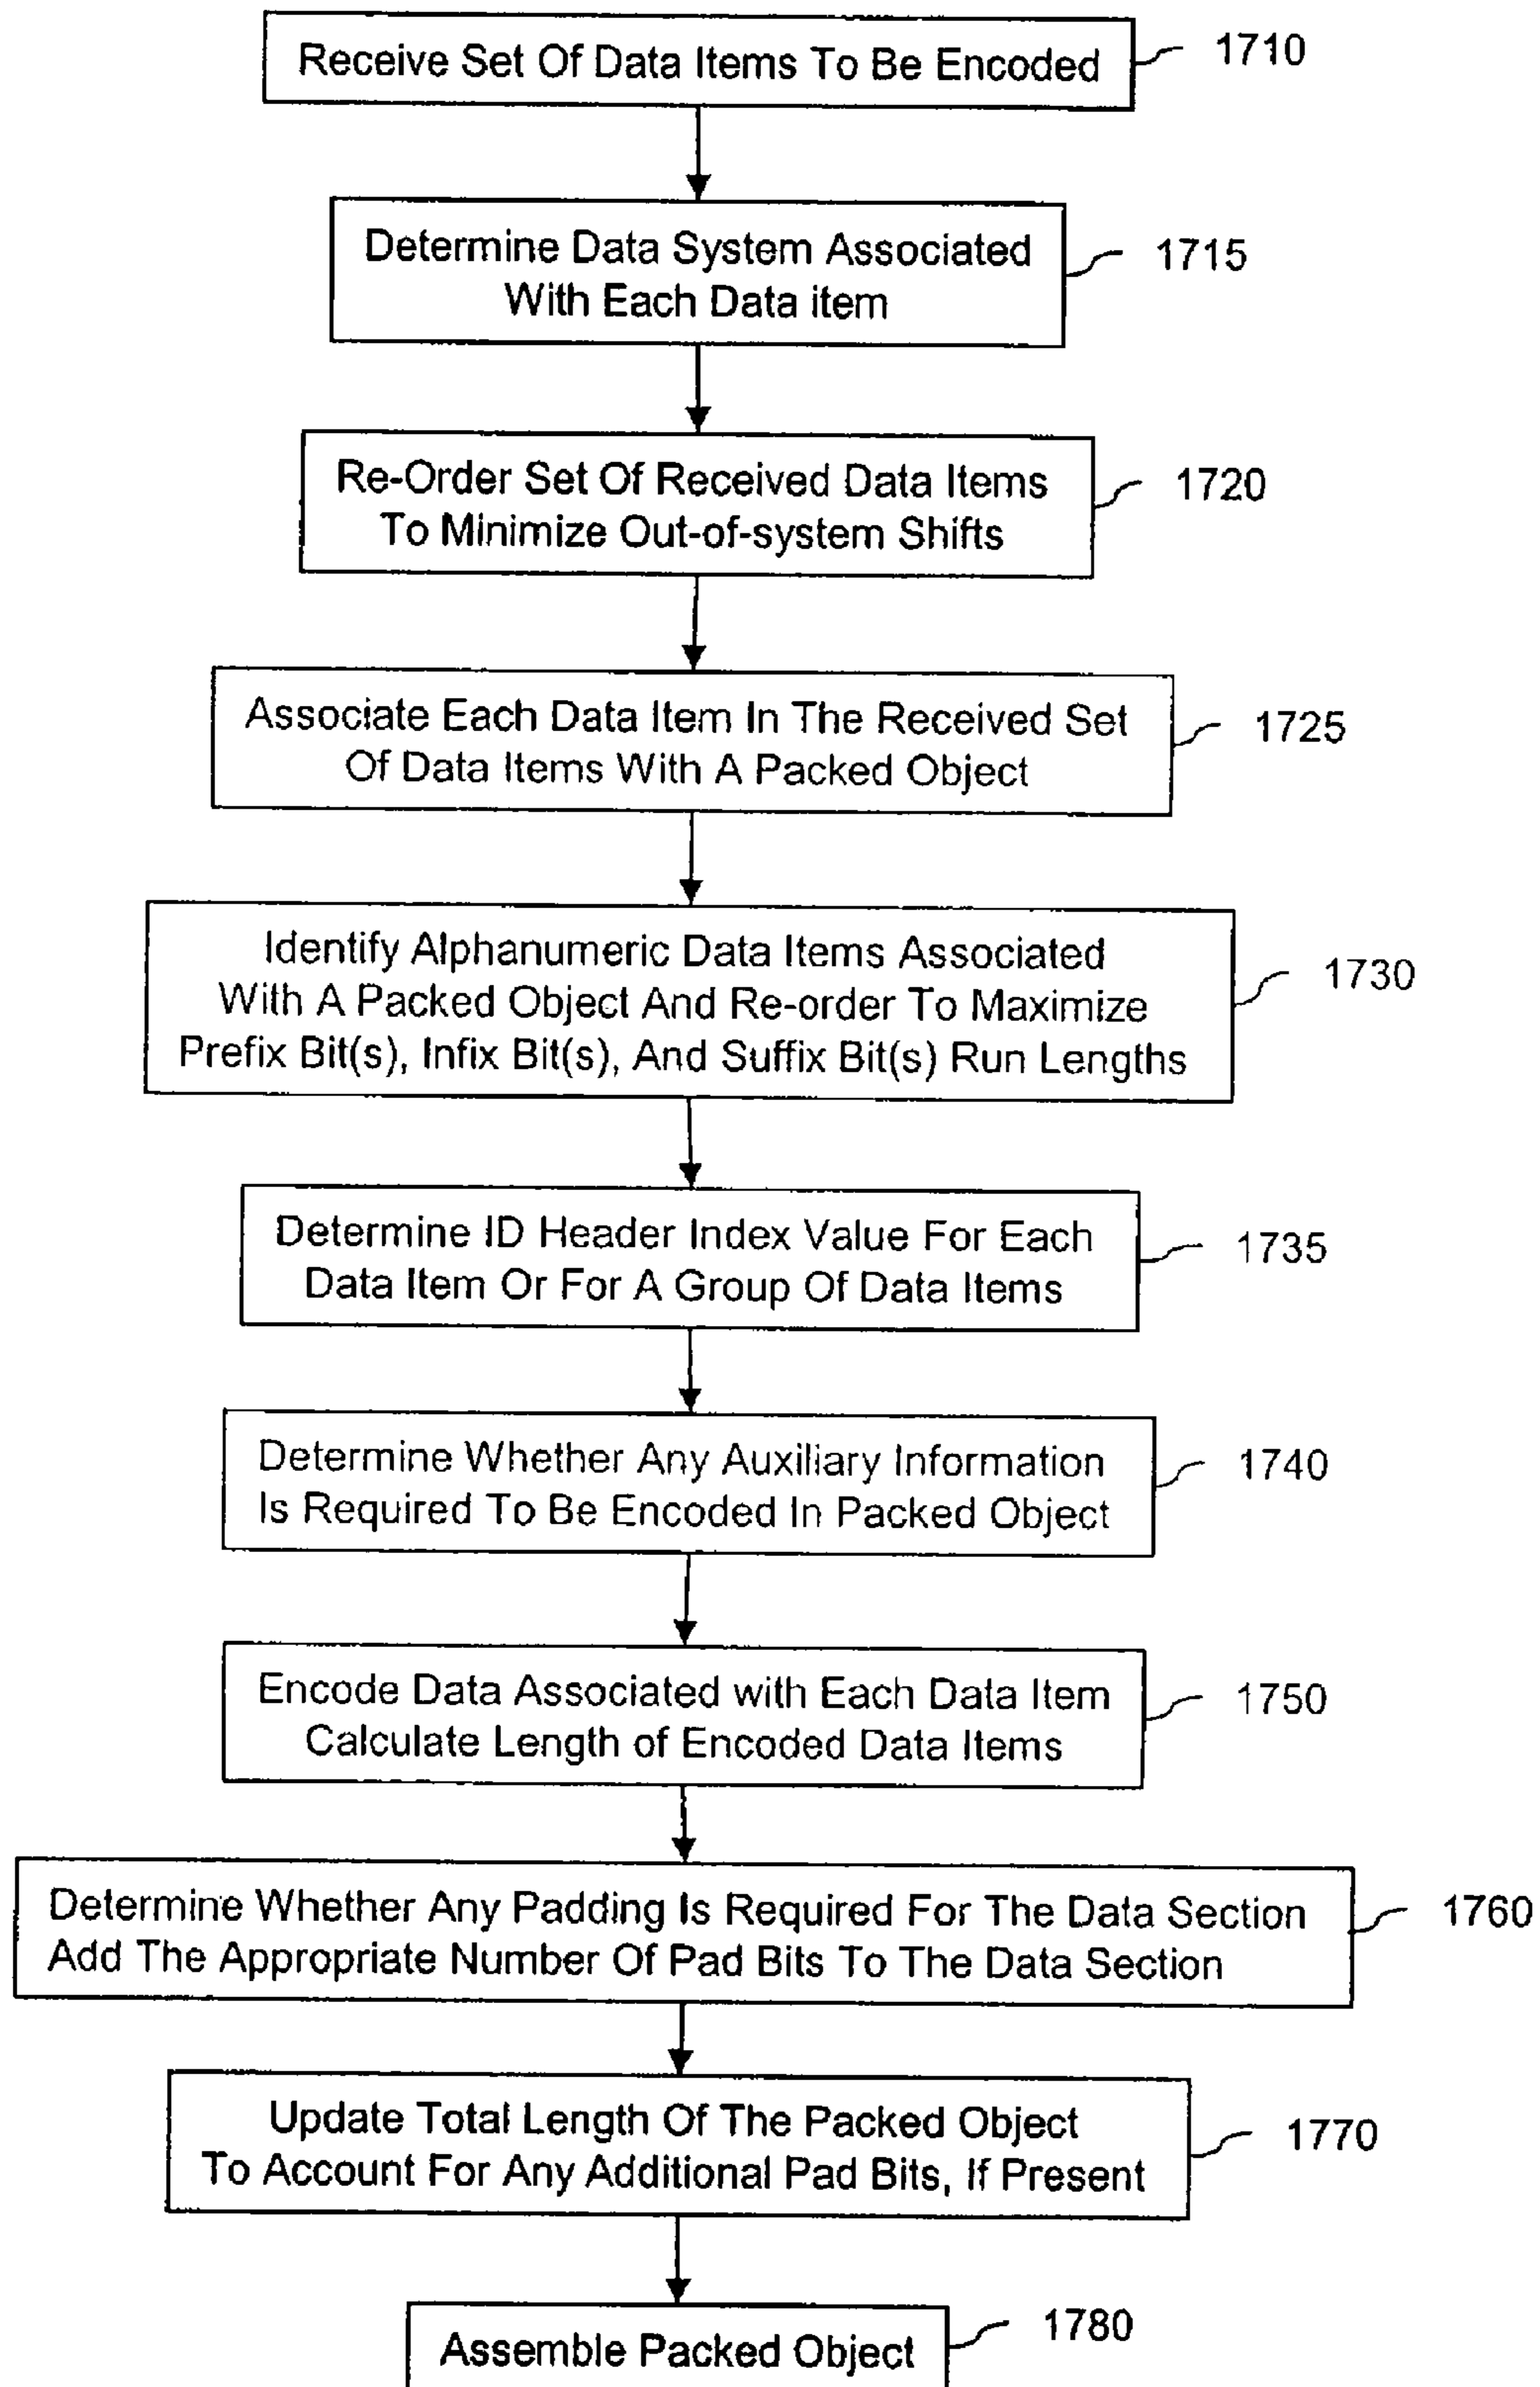 Receive Set Of Data Items To Be Encoded
1710
Determine Data System Associated
With Each Data item
1715
Re-Order Set Of Received Data Items
To Minimize Out-of-system Shifts
1720
Associate Each Data Item In The Received Set
Of Data Items With A Packed Object
1725
Identify Alphanumeric Data Items Associated
With A Packed Object And Re-order To Maximize
Prefix Bit(s), Infix Bit(s), And Suffix Bit(s) Run Lengths
1730
Determine ID Header Index Value For Each
Data Item Or For A Group Of Data Items
1735
Determine Whether Any Auxiliary Information
Is Required To Be Encoded In Packed Object
1740
Encode Data Associated with Each Data Item
Calculate Length of Encoded Data Items
1750
Determine Whether Any Padding Is Required For The Data Section
Add The Appropriate Number Of Pad Bits To The Data Section
1760
Update Total Length Of The Packed Object
To Account For Any Additional Pad Bits, If Present
1770
Assemble Packed Object
1780